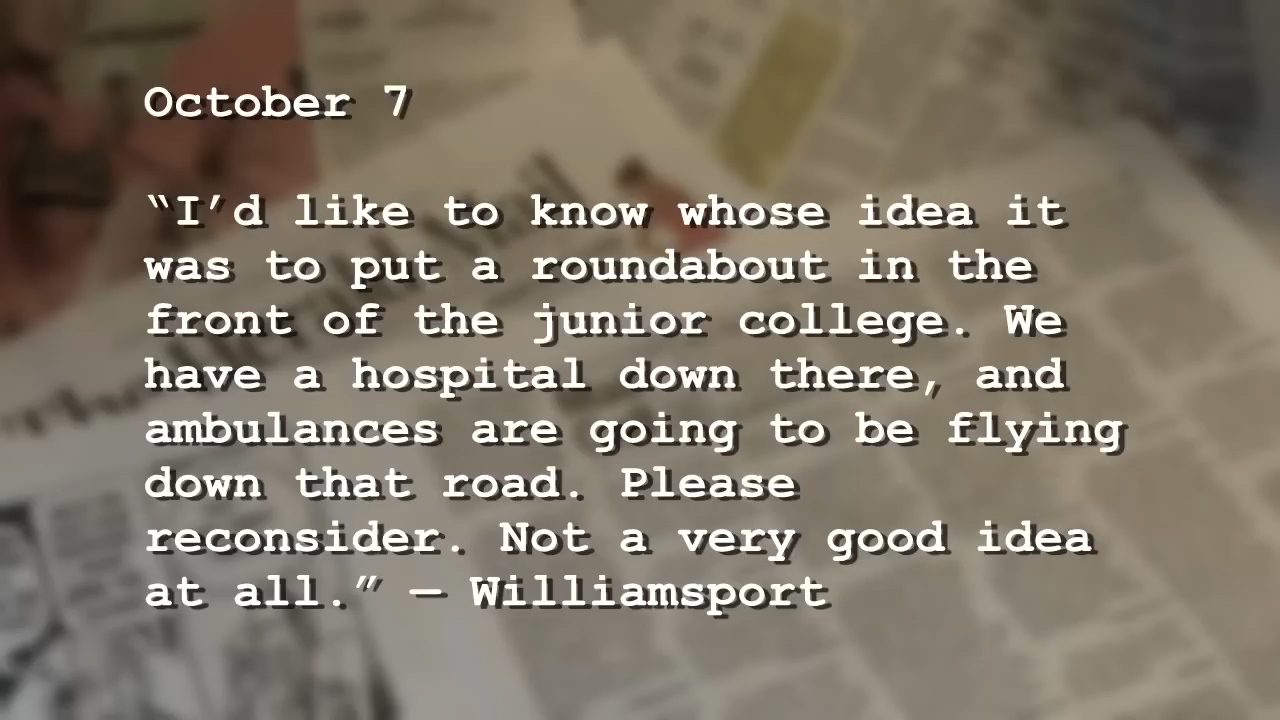 October 7
“I’d like to know whose idea it
was to put a roundabout in the
front of the junior college. We
have a hospital down there, and
ambulances are going to be flying
down that road. Please
reconsider. Not a very good idea
at all.” — Williamsport